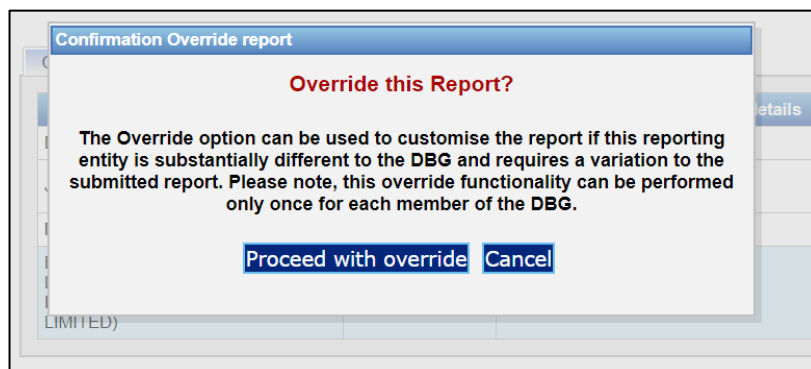 Confirmation Override report
Override this Report?
etails
The Override option can be used to customise the report if this reporting
entity is substantially different to the DBG and requires a variation to the
submitted report. Please note, this override functionality can be performed
only once for each member of the DBG.
Proceed with override Cancel
LIMITED)